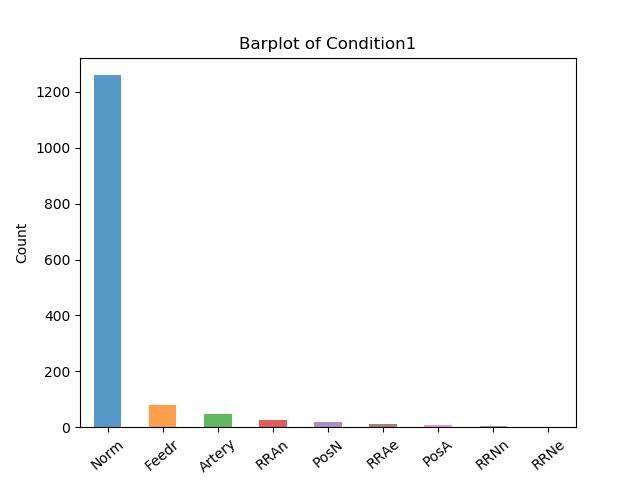 Barplot of Condition1
Count
1200
1000
800
600
400
200
0
Norm
Feedr
Artery
RRAn
PosN
RRAe
PosA
RRNn
RRNe